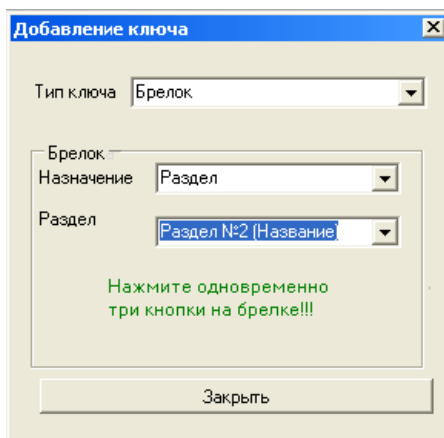 Добавление ключа
Тип ключа Брелок
Брелок
Назначение Раздел
Раздел Раздел №2 (Название)
Нажмите одновременно
три кнопки на брелке!!!
Закрыть